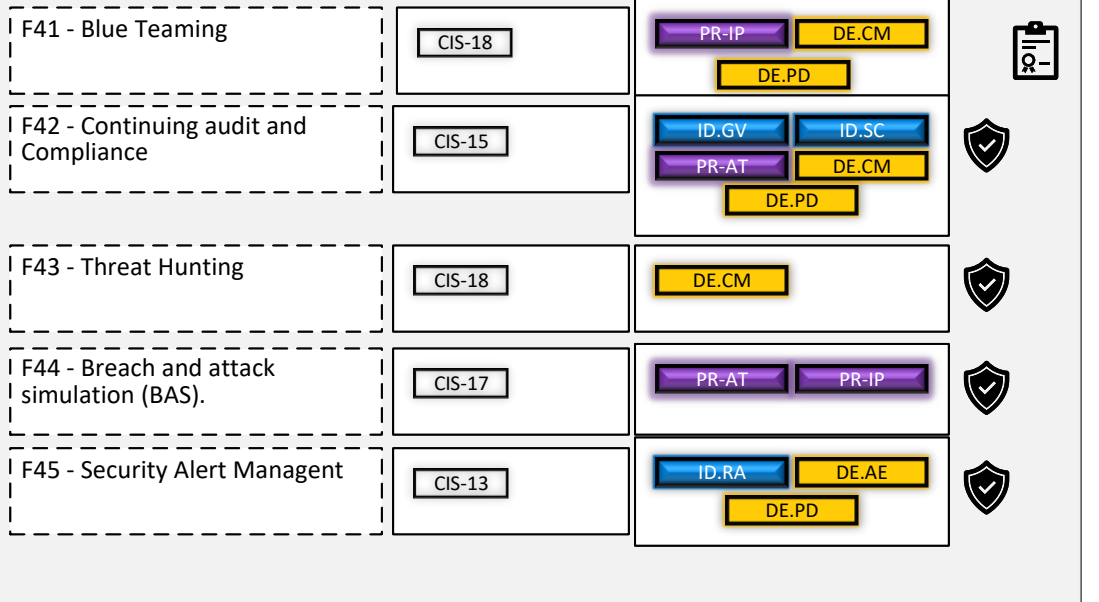 F41 - Blue Teaming
CIS-18
PR-IP
DE.CM
DE.PD
F42 - Continuing audit and
Compliance
CIS-15
ID.GV
ID.SC
PR-AT
DE.CM
DE.PD
F43 - Threat Hunting
CIS-18
DE.CM
F44 - Breach and attack
simulation (BAS).
CIS-17
PR-AT
PR-IP
F45 - Security Alert Managent
CIS-13
ID.RA
DE.AE
DE.PD